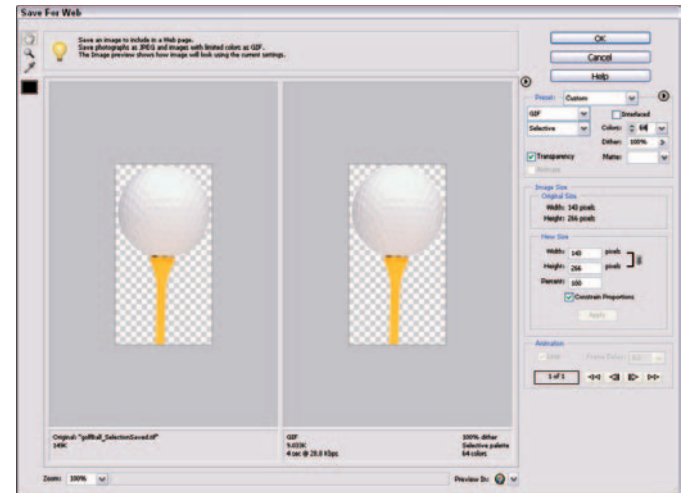 Save For Web
Save an image to include in a Web page.
Save photographs as JPEG and images with limited colors as GIF.
The Image preview shows how image will look using the current settings.
OK
Cancel
Help
Preset: Custom
GIF
Interlaced
Selective
Colors: 64
Dither: 100%
Transparency
Matte:
Animate
Image Size
Original Size
Width: 143 pixels
Height: 266 pixels
New Size
Width: 143 pixels
Height: 266 pixels
Percent: 100
Constrain Proportions
Apply
Animation
Loop
Frame Delay:
1 of 1
Original: "golfball_SelectionSaved.tif"
149K
GIF
100% dither
5.033K
Selective palette
4 sec @ 28.8 Kbps
64 colors
Zoom: 100%
Preview In: